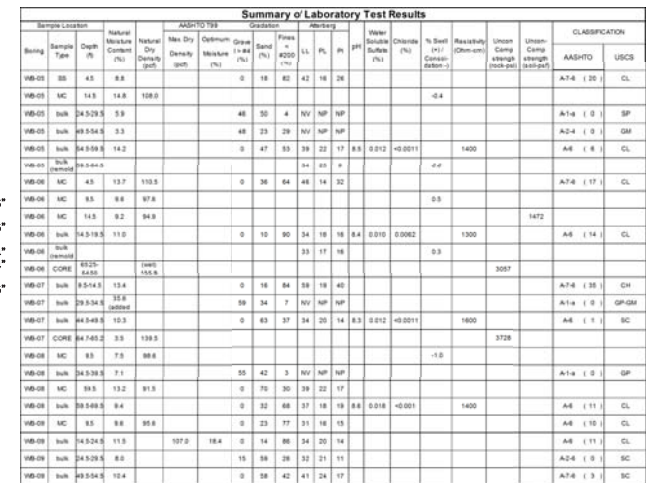 Summary of Laboratory Test Results
Sample Location Natural Moisture Content (%) Natural Dry Density (pcf) AASHTO T99 Gradation Atterberg pH Water Soluble Sulfate (%) Chloride (%) % Swell (+) / Consoli-dation -) Resistivity (Ohm-cm) Uncon Comp strength (rock-psi) Uncon-Comp strength (soil-psf) CLASSIFICATION
Boring Sample Type Depth (ft) Max. Dry Density (pcf) Optimum Moisture (%) Grave (%) Sand (%) Fines < #200 LL PL PI AASHTO USCS
WB-05 SS 4.5 8.8 0 18 82 42 16 26 A-7-6 ( 20 ) CL
WB-05 MC 14.5 14.8 108.0 -0.4
WB-05 bulk 24.5-29.5 5.9 46 50 4 NV NP NP A-1-a ( 0 ) SP
WB-05 bulk 49.5-54.5 3.3 48 23 29 NV NP NP A-2-4 ( 0 ) GM
WB-05 bulk 54.5-59.5 14.2 0 47 53 39 22 17 8.5 0.012 <0.0011 1400 A-6 ( 6 ) CL
WB-05 bulk (remold
WB-06 MC 4.5 13.7 110.5 0 36 64 46 14 32 A-7-6 ( 17 ) CL
WB-06 MC 9.5 9.6 97.8 0.5
WB-06 MC 14.5 9.2 94.9 1472
WB-06 bulk 14.5-19.5 11.0 0 10 90 34 18 16 8.4 0.010 0.0062 1300 A-6 ( 14 ) CL
WB-06 bulk (remold 33 17 16 0.3
WB-06 CORE (wet) 3057
WB-07 bulk 9.5-14.5 13.4 0 16 84 59 19 40 A-7-6 ( 35 ) CH
WB-07 bulk 29.5-34.5 35.8 (added 59 34 7 NV NP NP A-1-a ( 0 ) GP-GM
WB-07 bulk 44.5-49.5 10.3 0 63 37 34 20 14 8.3 0.012 <0.0011 1600 A-6 ( 1 ) SC
WB-07 CORE 64.7-65.2 3.5 139.5 3728
WB-08 MC 9.5 7.5 98.6 -1.0
WB-08 bulk 34.5-39.5 7.1 55 42 3 NV NP NP A-1-a ( 0 ) GP
WB-08 MC 39.5 13.2 91.5 0 70 30 39 22 17
WB-08 bulk 59.5-69.5 9.4 0 32 68 37 18 19 8.6 0.018 <0.001 1400 A-6 ( 11 ) CL
WB-09 MC 9.5 9.6 95.6 0 23 77 31 16 15 A-6 ( 10 ) CL
WB-09 bulk 14.5-24.5 11.5 107.0 18.4 0 14 86 34 20 14 A-6 ( 11 ) CL
WB-09 bulk 24.5-29.5 8.0 15 59 26 32 21 11 A-2-6 ( 0 ) SC
WB-09 bulk 49.5-54.5 10.4 0 58 42 41 24 17 A-7-6 ( 3 ) SC